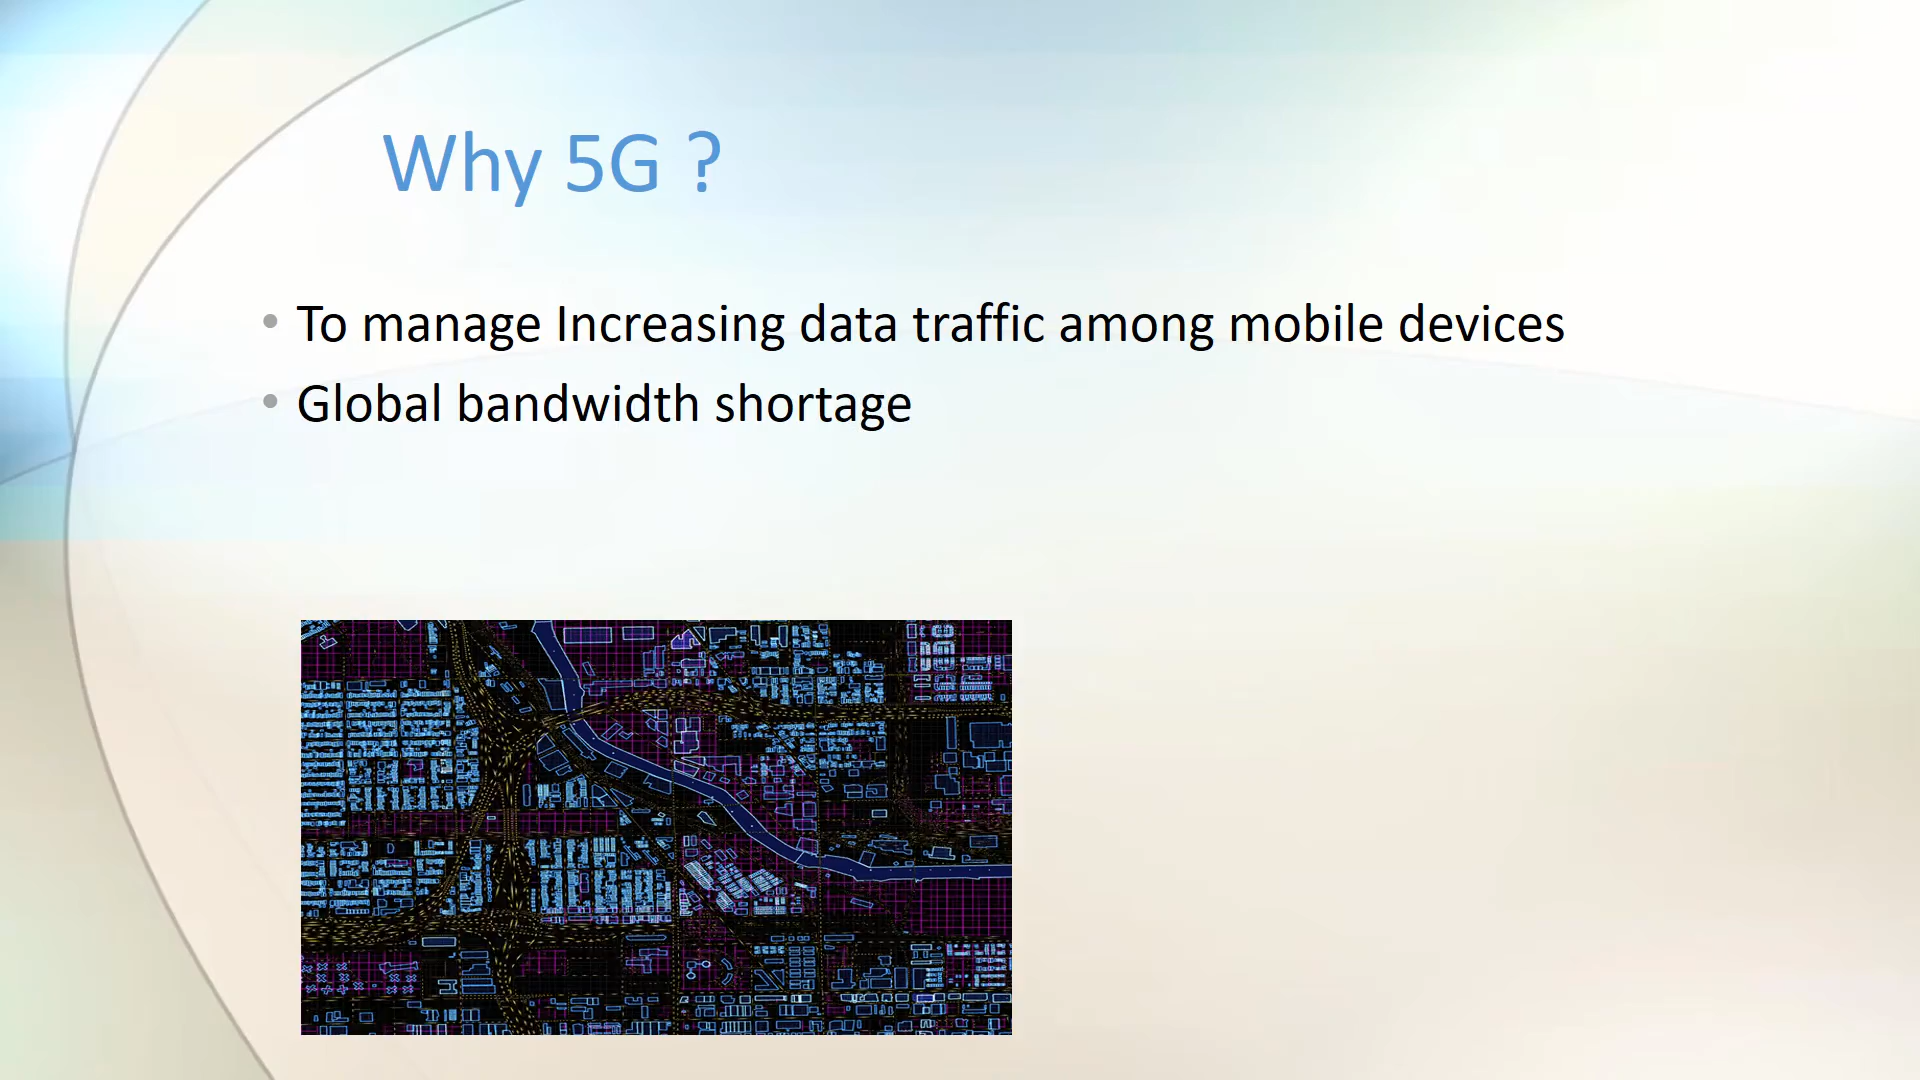 Why 5G ?
• To manage Increasing data traffic among mobile devices
• Global bandwidth shortage